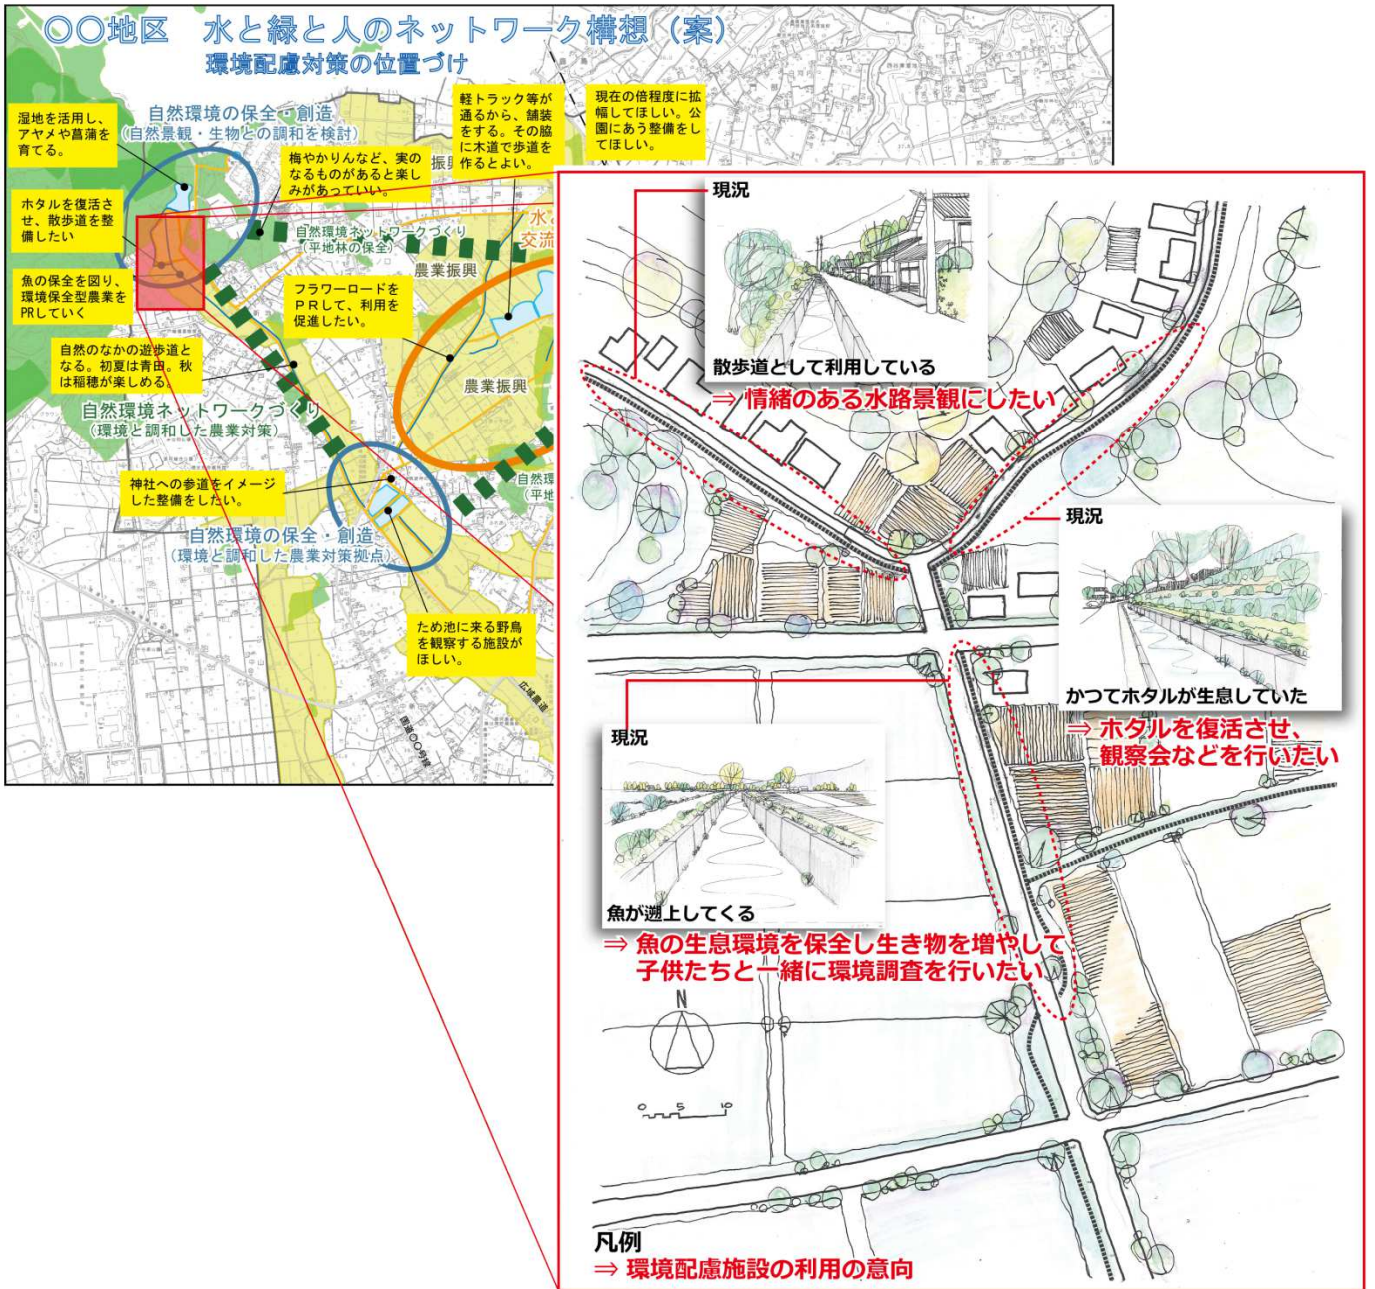 〇〇地区　水と緑と人のネットワーク構想（案）
環境配慮対策の位置づけ
湿地を活用し、
アヤメや菖蒲を
育てる。
自然環境の保全・創造
（自然景観・生物との調和を検討）
軽トラック等が
通るから、舗装
をする。その脇
に木道で歩道を
作るとよい。
現在の倍程度に拡
幅してほしい。公
園にあう整備をし
てほしい。
梅やかりんなど、実の
なるものがあると楽し
みがあっていい。
ホタルを復活さ
せ、散歩道を整
備したい
自然環境ネットワークづくり
（平地林の保全）
水と
交流
農業振興
魚の保全を図り、
環境保全型農業を
PRしていく
フラワーロードを
ＰＲして、利用を
促進したい。
自然のなかの遊歩道と
なる。初夏は青田。秋
は稲穂が楽しめる。
農業振興
自然環境ネットワークづくり
（環境と調和した農業対策）
神社への参道をイメージ
した整備をしたい。
自然環
（平地
自然環境の保全・創造
（環境と調和した農業対策拠点）
ため池に来る野鳥
を観察する施設が
ほしい。
広域農道
国道〇〇号線
現況
散歩道として利用している
⇒ 情緒のある水路景観にしたい
現況
かつてホタルが生息していた
⇒ ホタルを復活させ、
観察会などを行いたい
現況
魚が遡上してくる
⇒ 魚の生息環境を保全し生き物を増やして
子供たちと一緒に環境調査を行いたい
N
0 5 10
凡例
⇒ 環境配慮施設の利用の意向